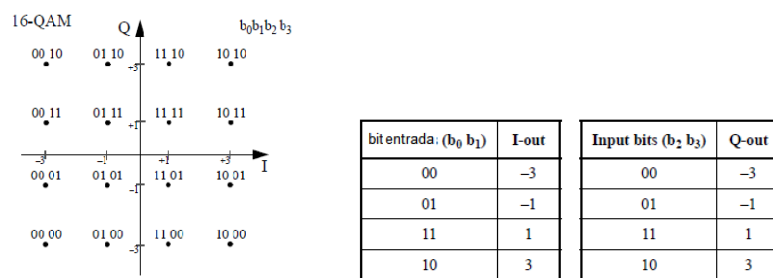 16-QAM
Q
b0b1b2 b3
00 10 01 10 11 10 10 10
+3
00 11 01 11 11 11 10 11
+1
–3 –1 +1 +3
I
00 01 01 01 11 01 10 01
–1
00 00 01 00 11 00 10 00
–3
bit entrada: (b0 b1) I-out
00 –3
01 –1
11 1
10 3
Input bits (b2 b3) Q-out
00 –3
01 –1
11 1
10 3